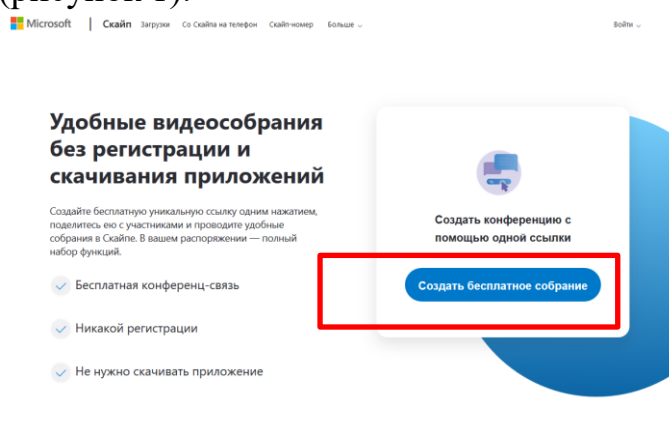 (рисунок 1).
Microsoft | Скайп Загрузки Со Скайпа на телефон Скайп-номер Больше Войти
Удобные видеособрания
без регистрации и
скачивания приложений
Создайте бесплатную уникальную ссылку одним нажатием,
поделитесь ею с участниками и проводите удобные
собрания в Скайпе. В вашем распоряжении — полный
набор функций.
Бесплатная конференц-связь
Никакой регистрации
Не нужно скачивать приложение
Создать конференцию с
помощью одной ссылки
Создать бесплатное собрание